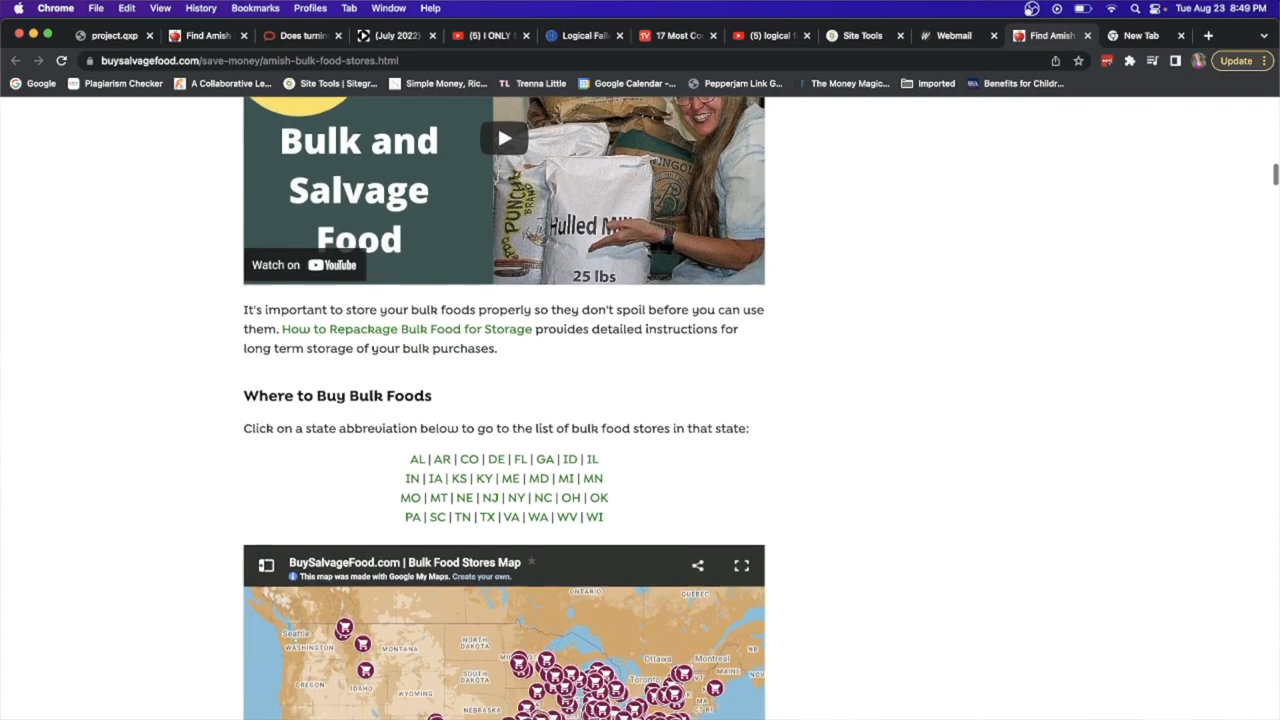 Chrome File Edit View History Bookmarks Profiles Tab Window Help Tue Aug 23 8:49 PM
project.qxp Find Amish Does turnin (July 2022) (5) I ONLY S Logical Falla 17 Most Cor (5) logical f Site Tools Webmail Find Amish New Tab
buysalvagefood.com/save-money/amish-bulk-food-stores.html Update
Google Plagiarism Checker A Collaborative Le... Site Tools | Sitegr... Simple Money, Ric... TL Trenna Little Google Calendar -... Pepperjam Link G... The Money Magic... Imported Benefits for Childr...
Bulk and
Salvage
Food
Hulled
25 lbs
Watch on YouTube
It's important to store your bulk foods properly so they don't spoil before you can use
them. How to Repackage Bulk Food for Storage provides detailed instructions for
long term storage of your bulk purchases.
Where to Buy Bulk Foods
Click on a state abbreviation below to go to the list of bulk food stores in that state:
AL | AR | CO | DE | FL | GA | ID | IL
IN | IA | KS | KY | ME | MD | MI | MN
MO | MT | NE | NJ | NY | NC | OH | OK
PA | SC | TN | TX | VA | WA | WV | WI
BuySalvageFood.com | Bulk Food Stores Map
This map was made with Google My Maps. Create your own.
ONTARIO
QUEBEC
Seattle
WASHINGTON
MONTANA
NORTH
DAKOTA
Ottawa
Montreal
NB
MAINE
OREGON
IDAHO
SOUTH
DAKOTA
Toronto
WYOMING
NEBRASKA